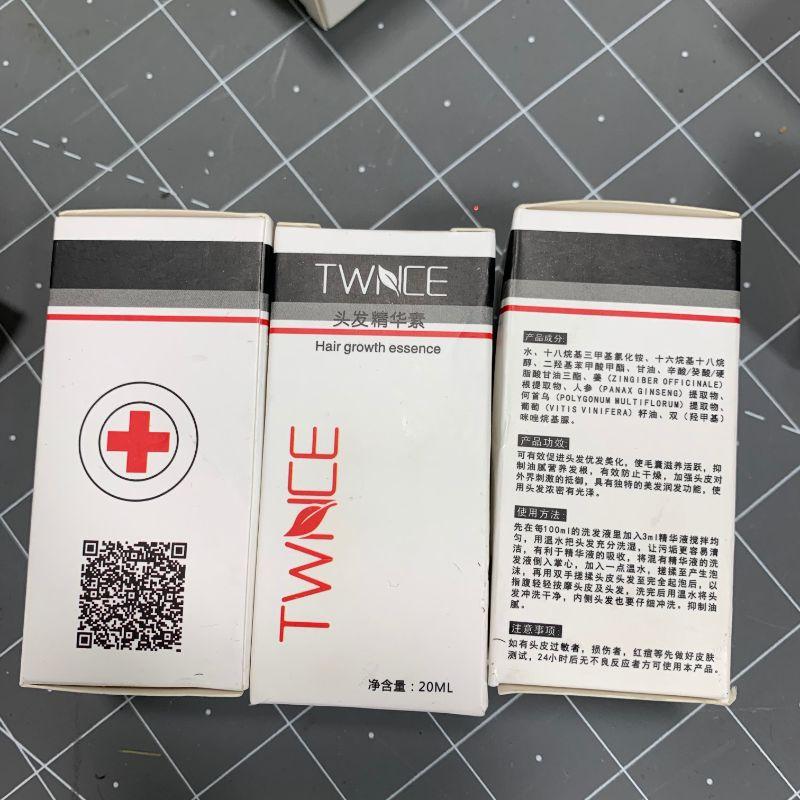 TWNCE
头发精华素
Hair growth essence
TWNCE
净含量：20ML
产品成分:
水、十八烷基三甲基氯化铵、十六烷基十八烷
醇、二羟基苯甲酸甲酯、甘油、辛酸/癸酸/硬
脂酸甘油三酯、姜（ZINGIBER OFFICINALE）
根提取物、人参（PANAX GINSENG）提取物、
何首乌（POLYGONUM MULTIFLORUM）提取物、
葡萄（VITIS VINIFERA）籽油、双（羟甲基）
咪唑烷基脲。
产品功效:
可有效促进头发优发美化，使毛囊滋养活跃，抑
制油腻营养发根，有效防止干燥，加强头皮对
外界刺激的抵御，具有独特的美发润发功能，使
用头发浓密有光泽。
使用方法:
先在每100ml的洗发液里加入3ml精华液搅拌均
匀，用温水把头发充分洗湿，让污垢更容易清
洁，有利于精华液的吸收，将混有精华液的洗
发液倒入掌心，加入一点温水，搓揉至产生泡
沫，再用双手搓揉头皮头发至完全起泡后，以
指腹轻轻按摩头皮及头发，洗完后用温水将头
发冲洗干净，内侧头发也要仔细冲洗。抑制油
腻。
注意事项:
如有头皮过敏者，损伤者，红痘等先做好皮肤
测试，24小时后无不良反应者方可使用本产品。